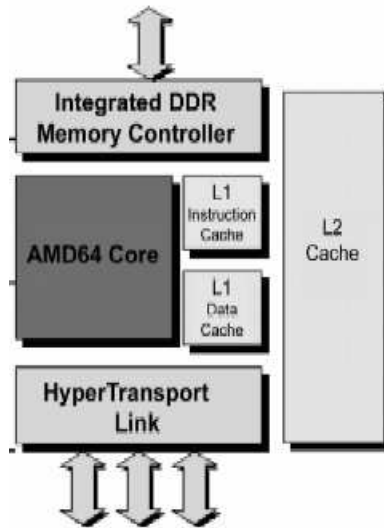 Integrated DDR
Memory Controller
L1
Instruction
Cache
AMD64 Core
L2
Cache
L1
Data
Cache
HyperTransport
Link